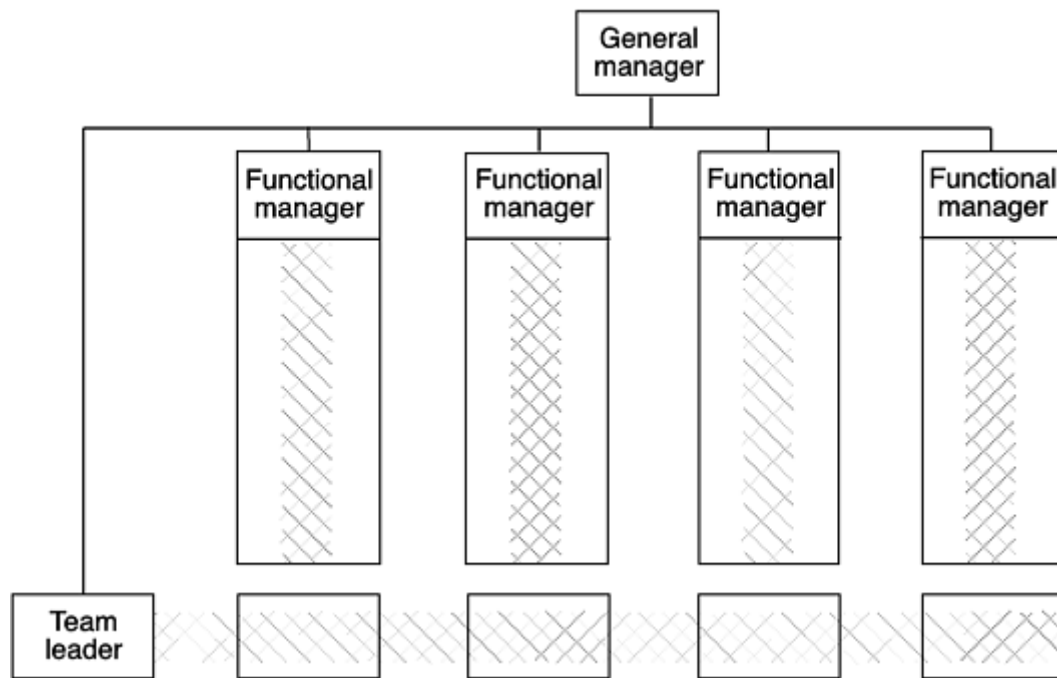 General
manager
Functional
manager
Functional
manager
Functional
manager
Functional
manager
Team
leader